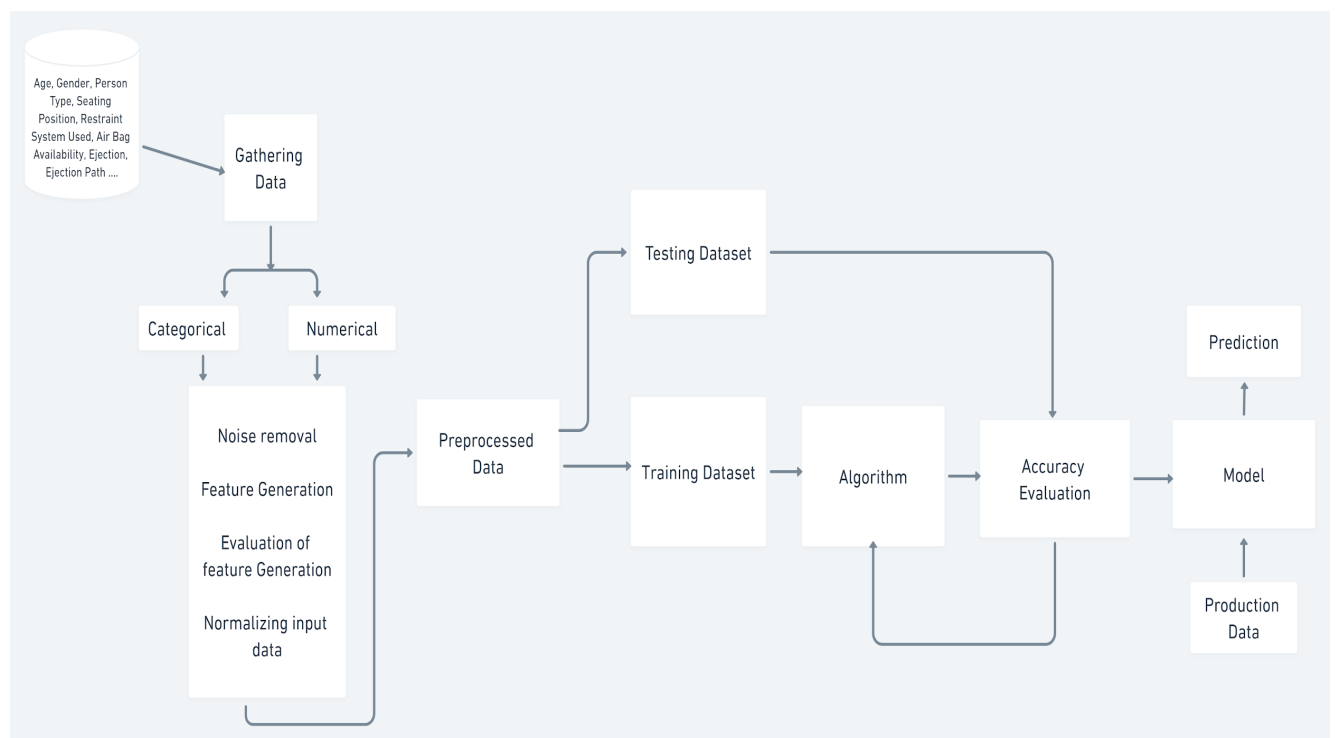 Age, Gender, Person
Type, Seating
Position, Restraint
System Used, Air Bag
Availability, Ejection,
Ejection Path ....
Gathering
Data
Categorical
Numerical
Noise removal
Feature Generation
Evaluation of
feature Generation
Normalizing input
data
Preprocessed
Data
Testing Dataset
Training Dataset
Algorithm
Accuracy
Evaluation
Prediction
Model
Production
Data